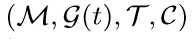 (ℳ, 𝒢(t), 𝒯, 𝒞)